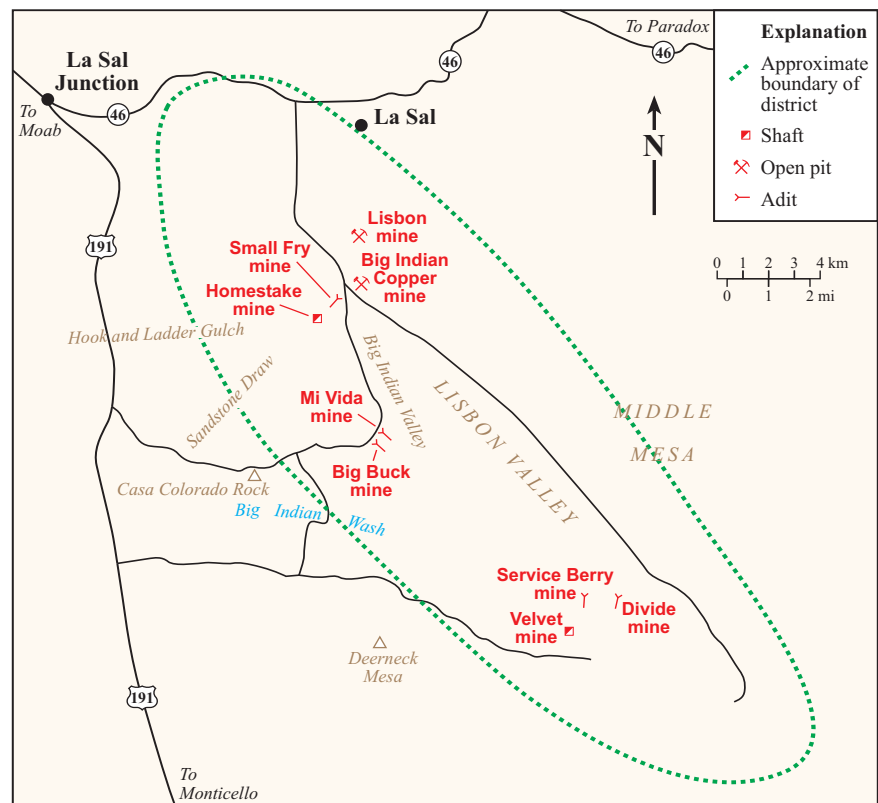 To Paradox
46
46
La Sal
Junction
46
To
Moab
La Sal
N
Explanation
Approximate
boundary of
district
Shaft
Open pit
Adit
191
Lisbon
mine
Small Fry
mine
Big Indian
Copper
mine
Homestake
mine
0 1 2 3 4 km
0 1 2 mi
Hook and Ladder Gulch
Sandstone Draw
Big Indian Valley
LISBON VALLEY
MIDDLE
MESA
Mi Vida
mine
Big Buck
mine
Casa Colorado Rock
Big Indian Wash
Service Berry
mine
Velvet
mine
Divide
mine
Deerneck
Mesa
191
To
Monticello